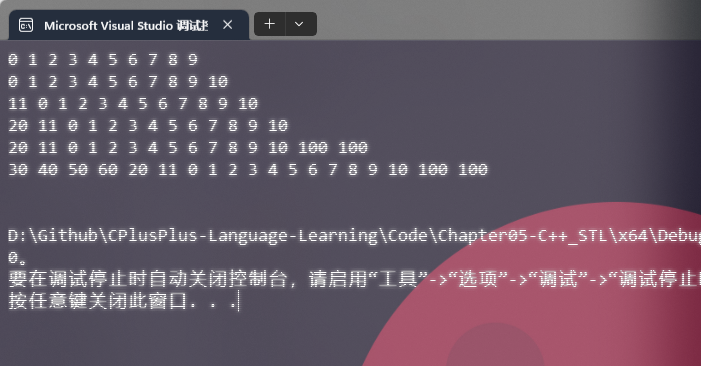 Microsoft Visual Studio 调试
0 1 2 3 4 5 6 7 8 9
0 1 2 3 4 5 6 7 8 9 10
11 0 1 2 3 4 5 6 7 8 9 10
20 11 0 1 2 3 4 5 6 7 8 9 10
20 11 0 1 2 3 4 5 6 7 8 9 10 100 100
30 40 50 60 20 11 0 1 2 3 4 5 6 7 8 9 10 100 100
D:\Github\CPlusPlus-Language-Learning\Code\Chapter05-C++_STL\x64\Debug
0。
要在调试停止时自动关闭控制台，请启用“工具”->“选项”->“调试”->“调试停止
按任意键关闭此窗口. . .